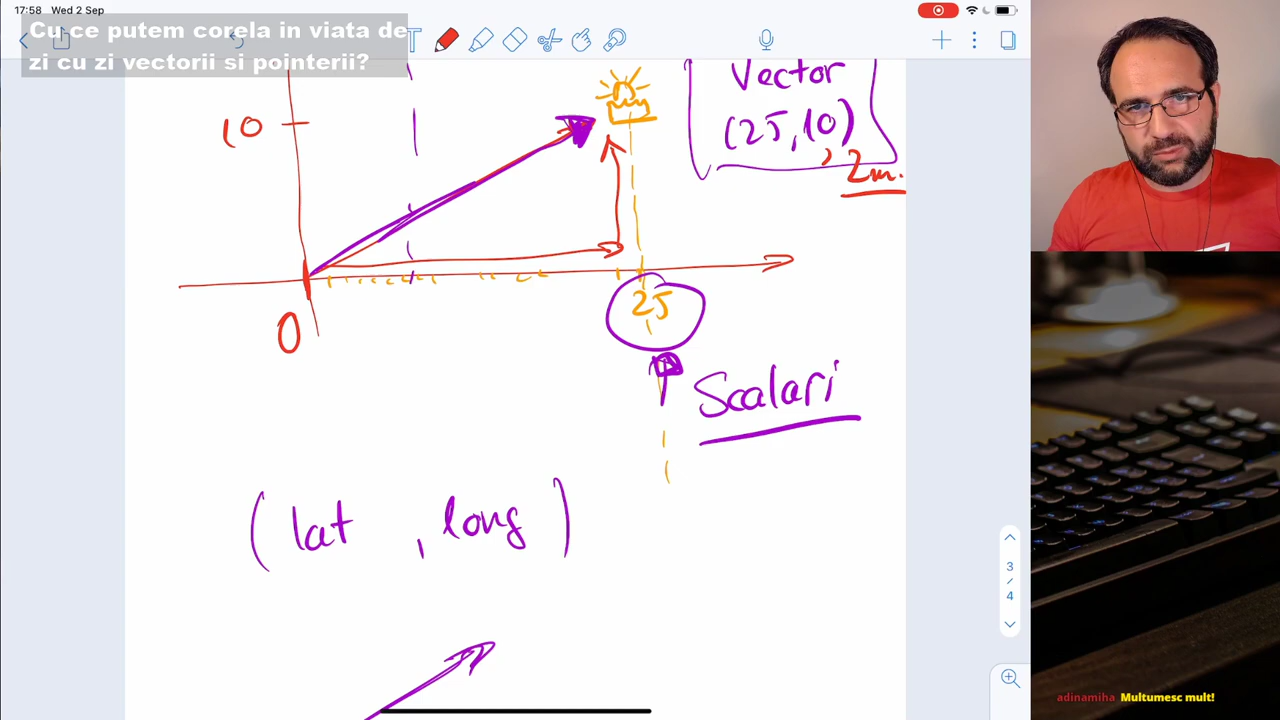 17:58 Wed 2 Sep
Cu ce putem corela in viata de
zi cu zi vectorii si pointerii?
T
Vector
(25,10)
, 2m.
10
0
25
Scalari
(lat , long)
3
/
4
adinamiha Multumesc mult!